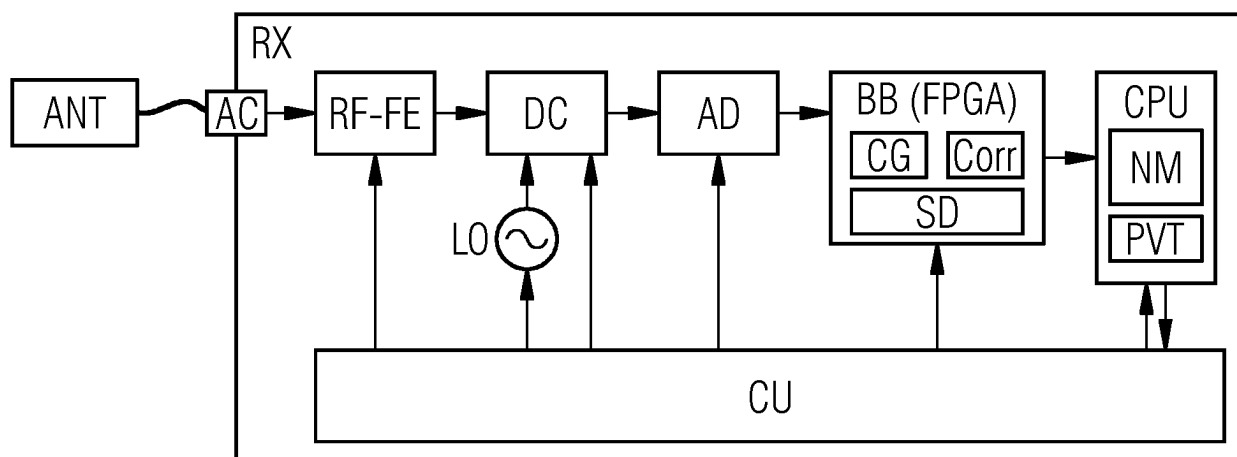 RX
ANT
AC
RF-FE
DC
AD
BB (FPGA)
CG
Corr
SD
CPU
NM
PVT
LO
CU